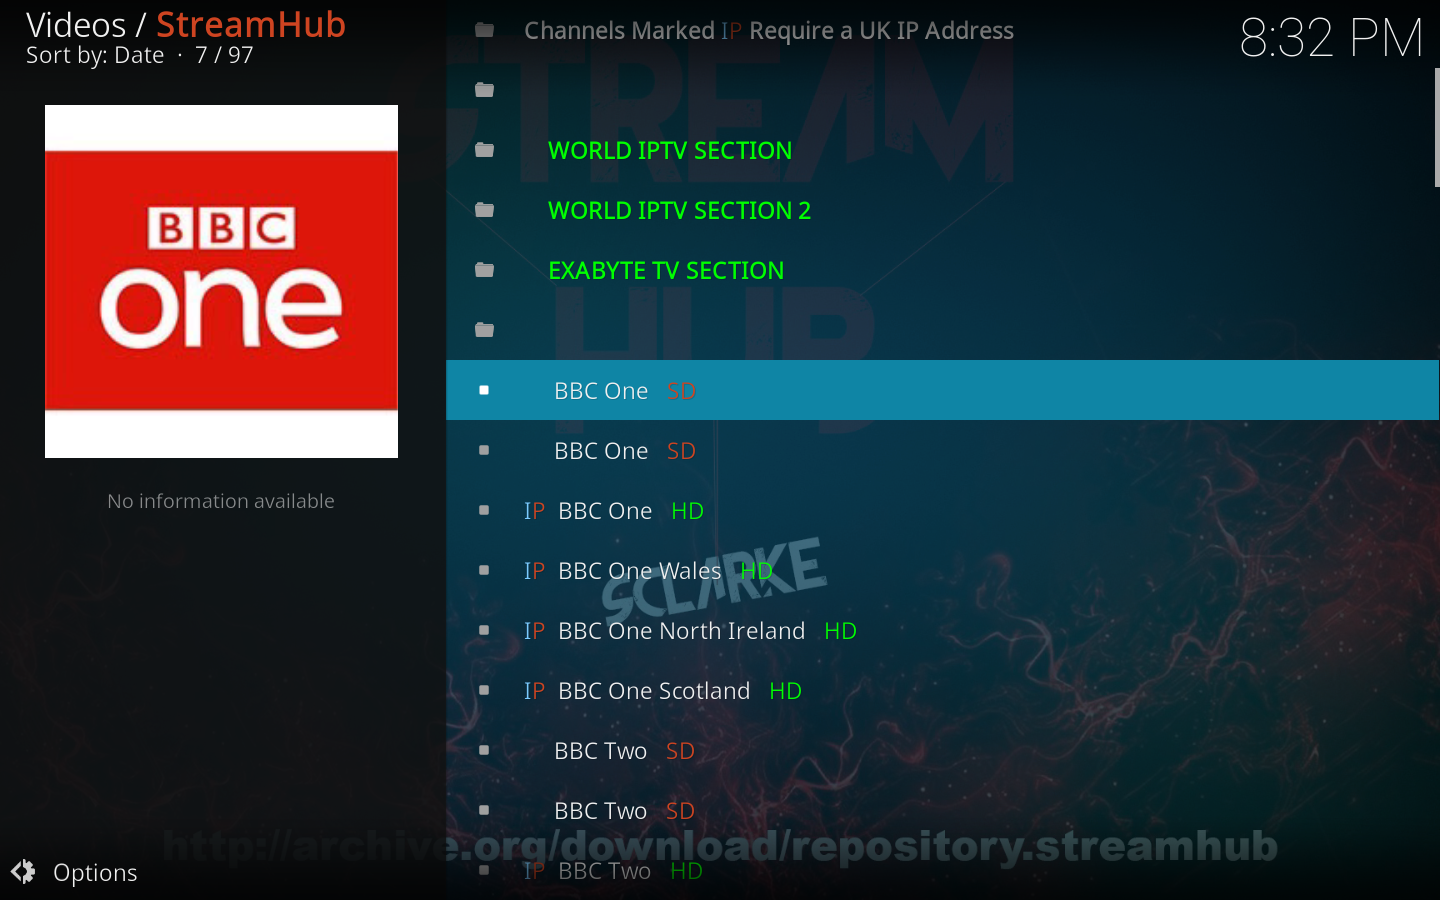 Videos / StreamHub
Sort by: Date · 7 / 97
8:32 PM
Channels Marked IP Require a UK IP Address
STREAM
WORLD IPTV SECTION
WORLD IPTV SECTION 2
EXABYTE TV SECTION
HUB
BBC
one
No information available
BBC One SD
BBC One SD
IP BBC One HD
IP BBC One Wales HD
SCLARKE
IP BBC One North Ireland HD
IP BBC One Scotland HD
BBC Two SD
BBC Two SD
http://archive.org/download/repository.streamhub
IP BBC Two HD
Options